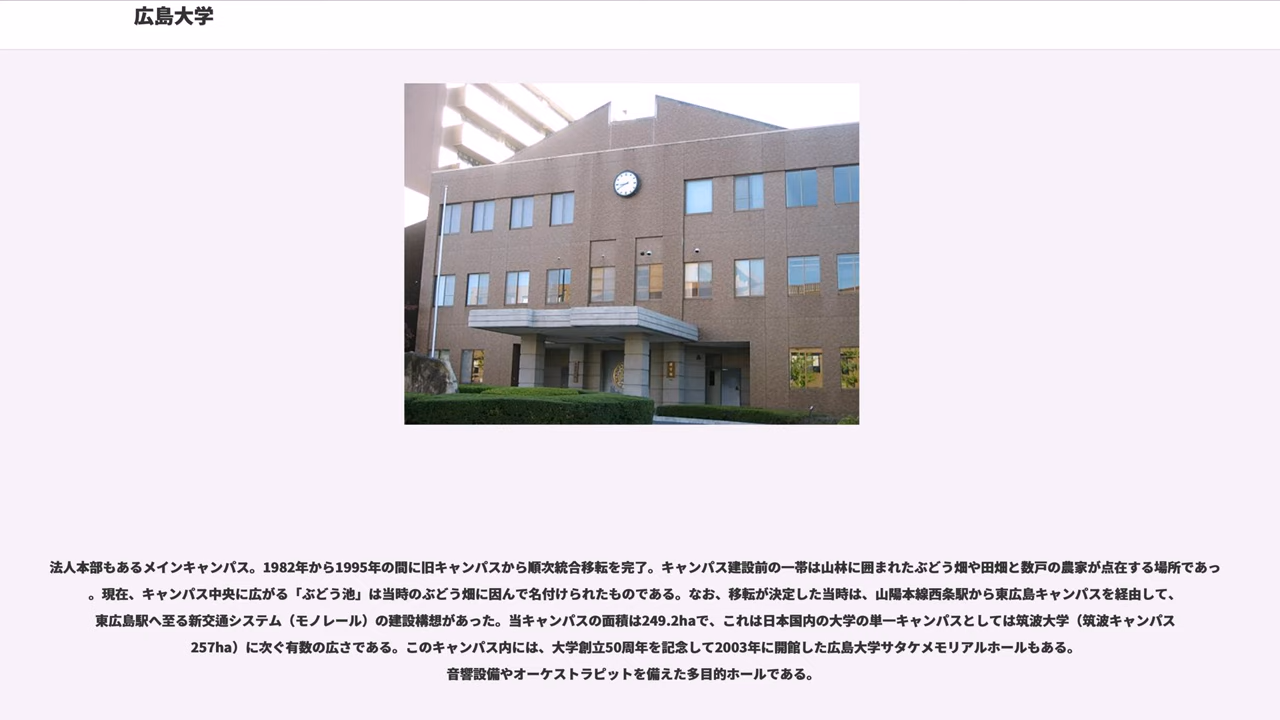 広島大学
法人本部もあるメインキャンパス。1982年から1995年の間に旧キャンパスから順次統合移転を完了。キャンパス建設前の一帯は山林に囲まれたぶどう畑や田畑と数戸の農家が点在する場所であっ
。現在、キャンパス中央に広がる「ぶどう池」は当時のぶどう畑に因んで名付けられたものである。なお、移転が決定した当時は、山陽本線西条駅から東広島キャンパスを経由して、
東広島駅へ至る新交通システム（モノレール）の建設構想があった。当キャンパスの面積は249.2haで、これは日本国内の大学の単一キャンパスとしては筑波大学（筑波キャンパス
257ha）に次ぐ有数の広さである。このキャンパス内には、大学創立50周年を記念して2003年に開館した広島大学サタケメモリアルホールもある。
音響設備やオーケストラピットを備えた多目的ホールである。